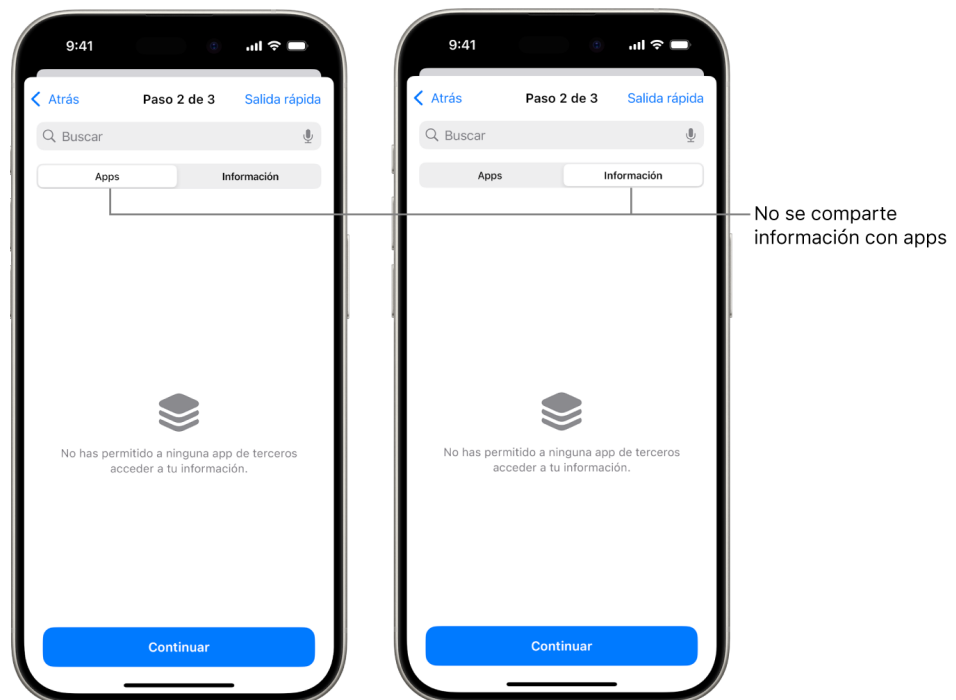 9:41
Atrás Paso 2 de 3 Salida rápida
Buscar
Apps Información
No has permitido a ninguna app de terceros
acceder a tu información.
Continuar
9:41
Atrás Paso 2 de 3 Salida rápida
Buscar
Apps Información
No has permitido a ninguna app de terceros
acceder a tu información.
Continuar
No se comparte
información con apps